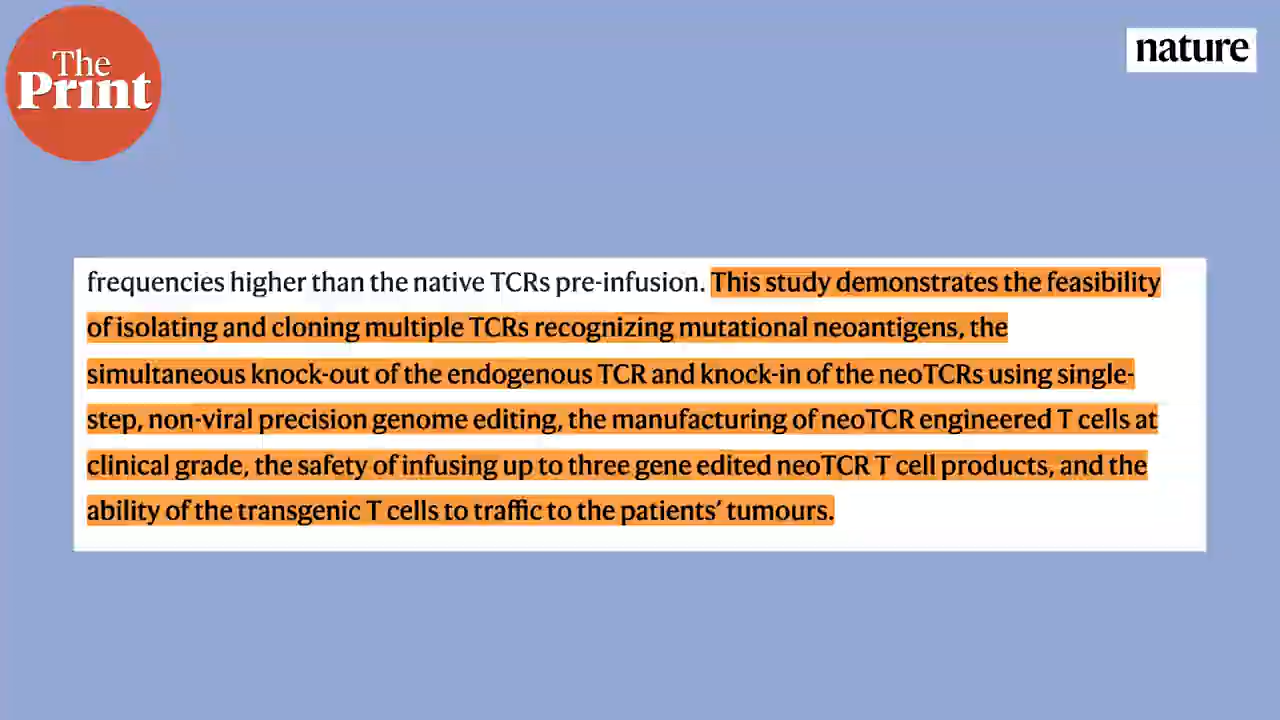 The
Print
nature
frequencies higher than the native TCRs pre-infusion. This study demonstrates the feasibility
of isolating and cloning multiple TCRs recognizing mutational neoantigens, the
simultaneous knock-out of the endogenous TCR and knock-in of the neoTCRs using single-
step, non-viral precision genome editing, the manufacturing of neoTCR engineered T cells at
clinical grade, the safety of infusing up to three gene edited neoTCR T cell products, and the
ability of the transgenic T cells to traffic to the patients’ tumours.